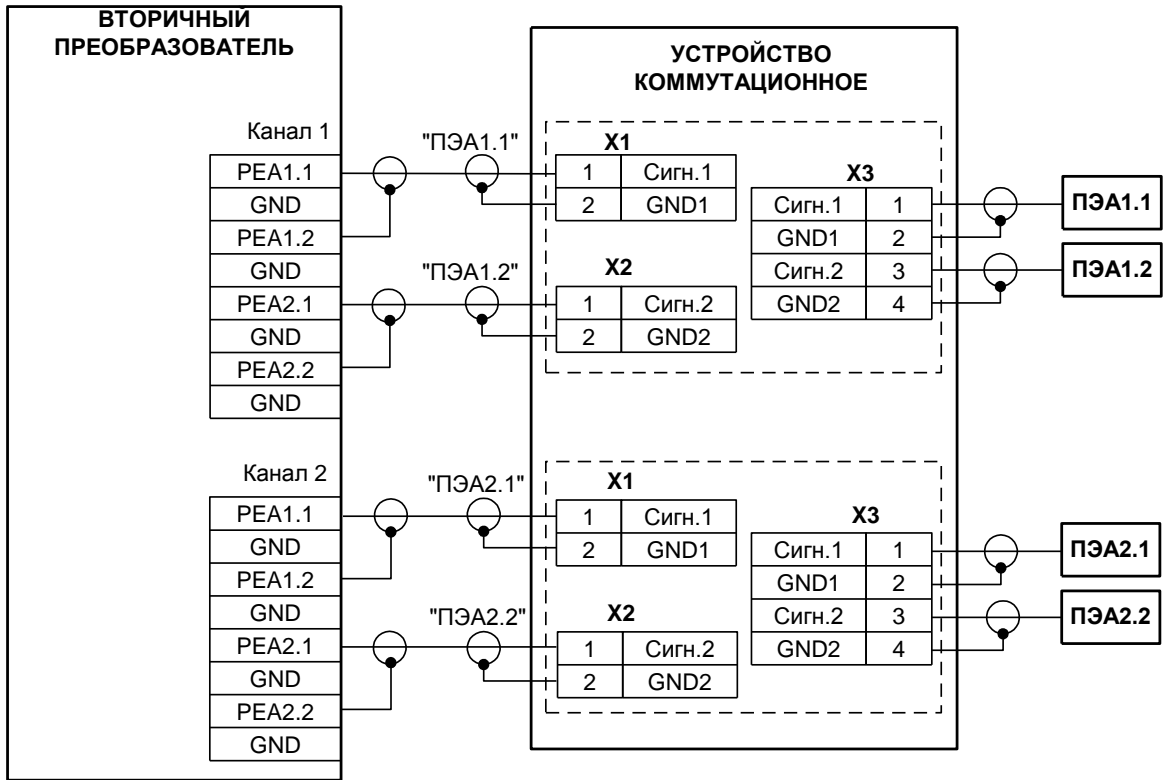 ВТОРИЧНЫЙ
ПРЕОБРАЗОВАТЕЛЬ
УСТРОЙСТВО
КОММУТАЦИОННОЕ
Канал 1
PEA1.1
GND
PEA1.2
GND
PEA2.1
GND
PEA2.2
GND
"ПЭА1.1"
"ПЭА1.2"
X1
1 Сигн.1
2 GND1
X2
1 Сигн.2
2 GND2
X3
Сигн.1 1
GND1 2
Сигн.2 3
GND2 4
ПЭА1.1
ПЭА1.2
Канал 2
PEA1.1
GND
PEA1.2
GND
PEA2.1
GND
PEA2.2
GND
"ПЭА2.1"
"ПЭА2.2"
X1
1 Сигн.1
2 GND1
X2
1 Сигн.2
2 GND2
X3
Сигн.1 1
GND1 2
Сигн.2 3
GND2 4
ПЭА2.1
ПЭА2.2